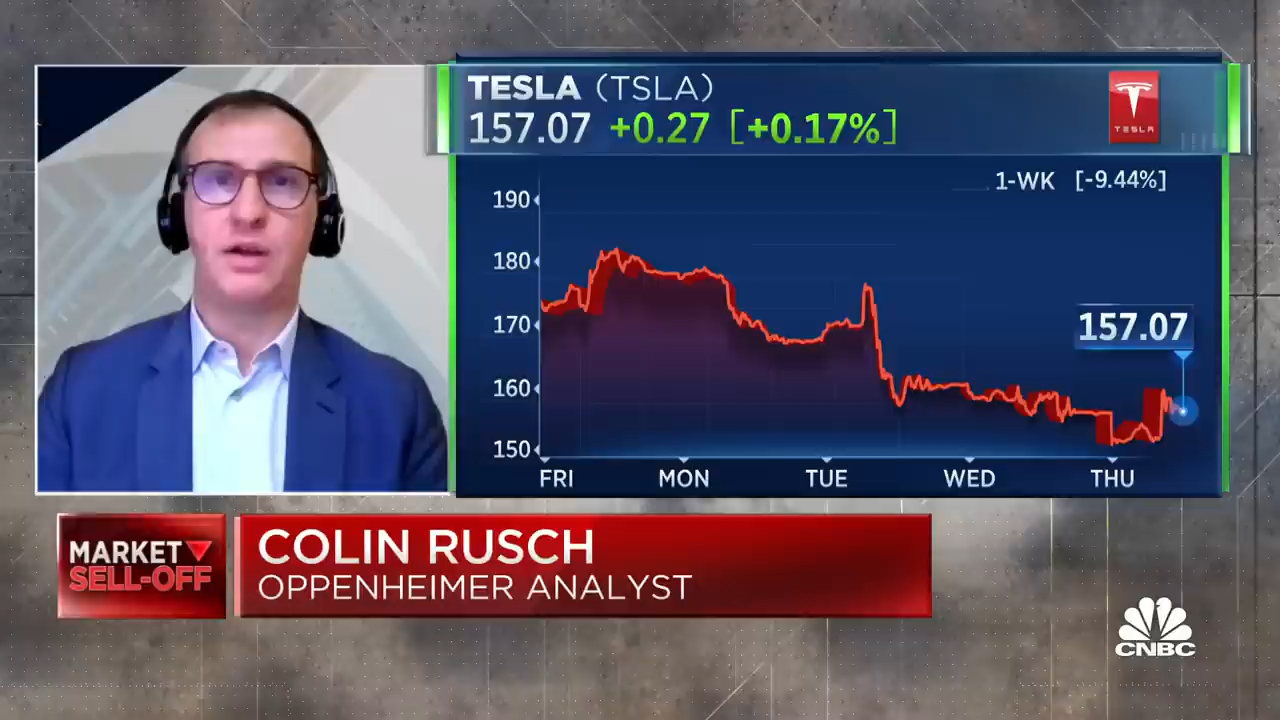 TESLA (TSLA)
157.07 +0.27 [+0.17%]
TESLA
1-WK [-9.44%]
190
180
170
160
150
157.07
FRI MON TUE WED THU
MARKET
SELL-OFF
COLIN RUSCH
OPPENHEIMER ANALYST
CNBC